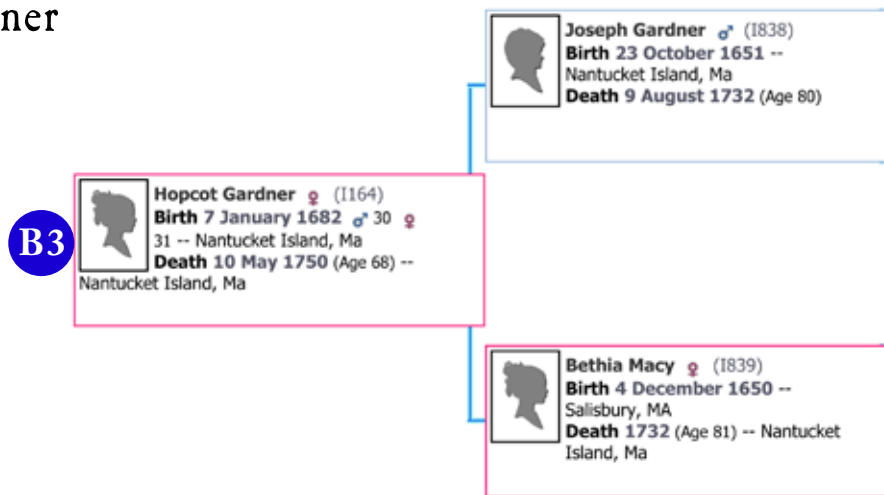 ner
Joseph Gardner ♂ (I838)
Birth 23 October 1651 --
Nantucket Island, Ma
Death 9 August 1732 (Age 80)
B3
Hopcot Gardner ♀ (I164)
Birth 7 January 1682 ♂ 30 ♀
31 -- Nantucket Island, Ma
Death 10 May 1750 (Age 68) --
Nantucket Island, Ma
Bethia Macy ♀ (I839)
Birth 4 December 1650 --
Salisbury, MA
Death 1732 (Age 81) -- Nantucket
Island, Ma